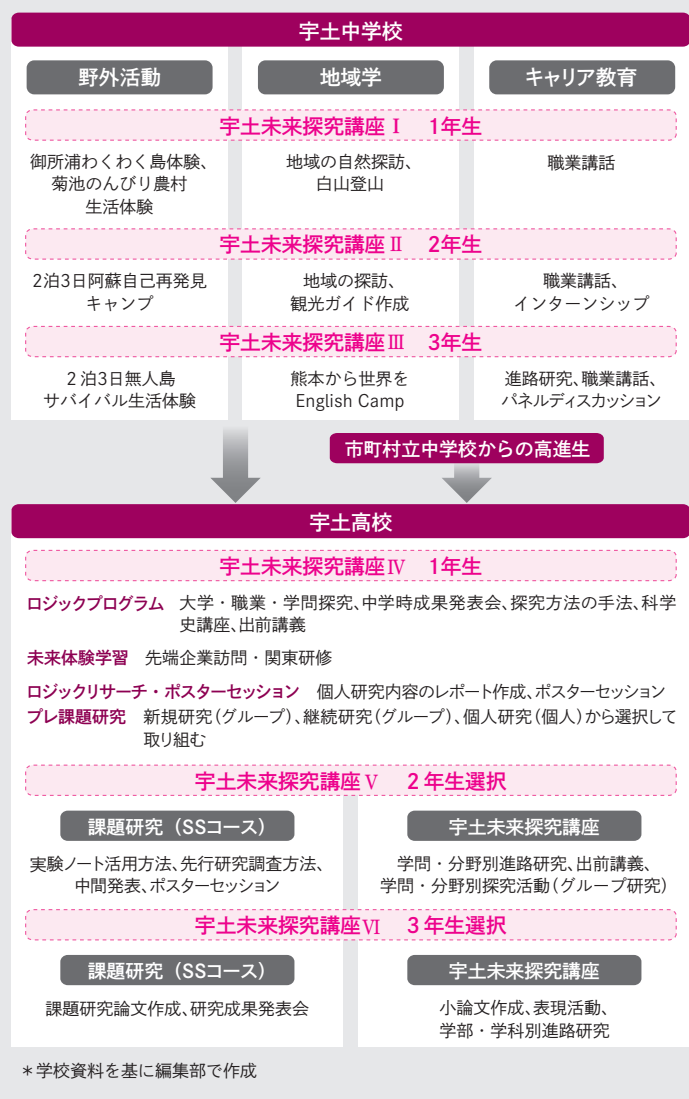 宇土中学校
野外活動
地域学
キャリア教育
宇土未来探究講座Ⅰ 1年生
御所浦わくわく島体験、
菊池のんびり農村
生活体験
地域の自然探訪、
白山登山
職業講話
宇土未来探究講座Ⅱ 2年生
2泊3日阿蘇自己再発見
キャンプ
地域の探訪、
観光ガイド作成
職業講話、
インターンシップ
宇土未来探究講座Ⅲ 3年生
2泊3日無人島
サバイバル生活体験
熊本から世界を
English Camp
進路研究、職業講話、
パネルディスカッション
市町村立中学校からの高進生
宇土高校
宇土未来探究講座Ⅳ 1年生
ロジックプログラム 大学・職業・学問探究、中学時成果発表会、探究方法の手法、科学
史講座、出前講義
未来体験学習 先端企業訪問・関東研修
ロジックリサーチ・ポスターセッション 個人研究内容のレポート作成、ポスターセッション
プレ課題研究 新規研究(グループ)、継続研究(グループ)、個人研究(個人)から選択して
取り組む
宇土未来探究講座Ⅴ 2年生選択
課題研究(SSコース)
実験ノート活用方法、先行研究調査方法、
中間発表、ポスターセッション
宇土未来探究講座
学問・分野別進路研究、出前講義、
学問・分野別探究活動(グループ研究)
宇土未来探究講座Ⅵ 3年生選択
課題研究(SSコース)
課題研究論文作成、研究成果発表会
宇土未来探究講座
小論文作成、表現活動、
学部・学科別進路研究
*学校資料を基に編集部で作成